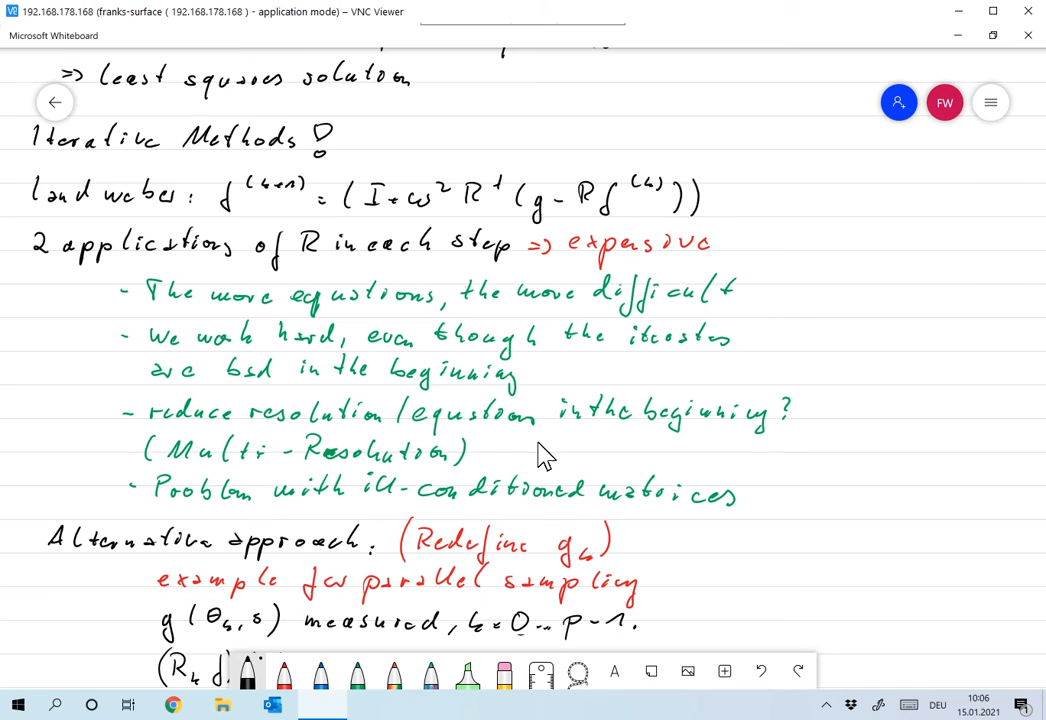 192.168.178.168 (franks-surface ( 192.168.178.168 ) - application mode) – VNC Viewer
Microsoft Whiteboard
=> least squares solution
FW
Iterative Methods !
Landweber: f^(k+1) = (I + ω² R^t (g - R f^(k)))
2 applications of R in each step => expensive
- The more equations, the more difficult
- We work hard, even though the iterates
are bad in the beginning
- reduce resolution / equation in the beginning?
(Multi-Resolution)
- Problem with ill-conditioned matrices
Alternative approach: (Redefine g_k)
example for parallel sampling
g(θ_k, s) measured, k = 0 ... p-1.
(R_k f)
A
DEU
10:06
15.01.2021
1